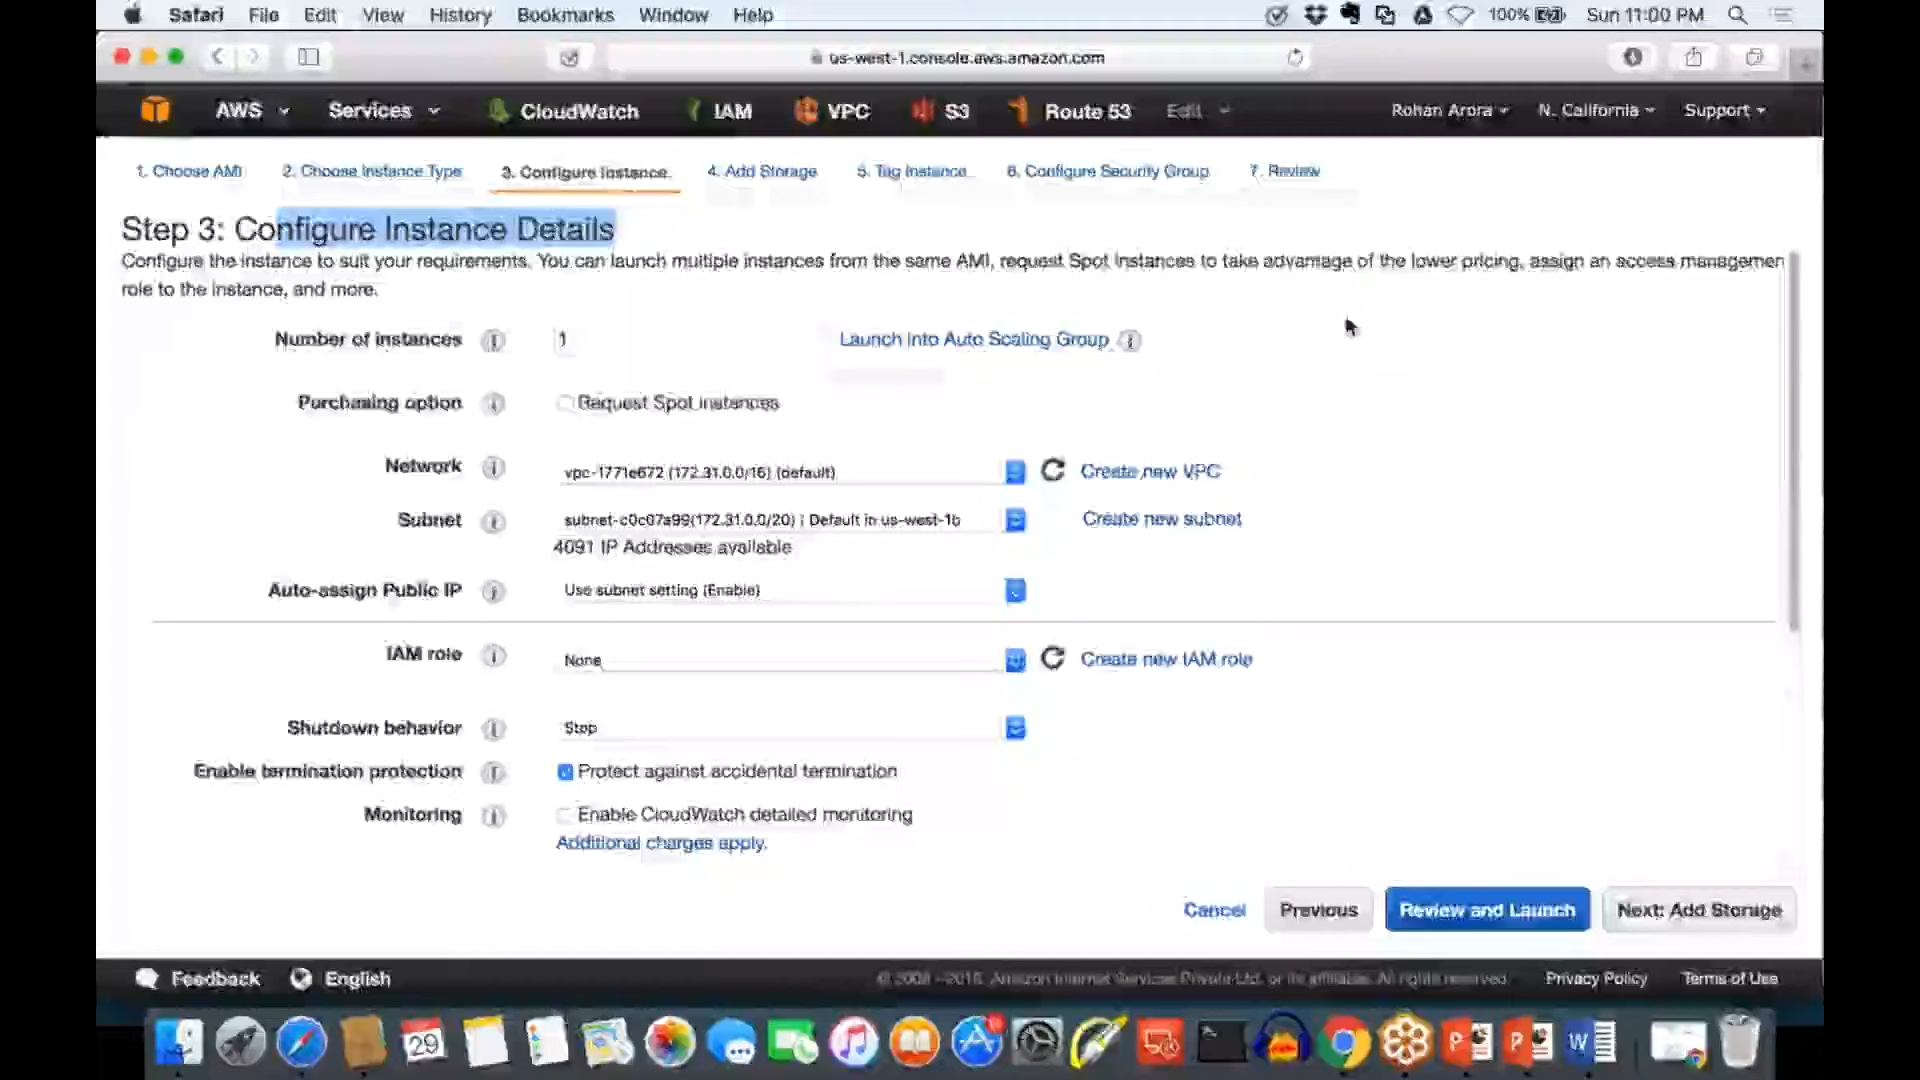 Safari File Edit View History Bookmarks Window Help 100% Sun 11:00 PM
us-west-1.console.aws.amazon.com
AWS Services CloudWatch IAM VPC S3 Route 53 Edit Rohan Arora N. California Support
1. Choose AMI 2. Choose Instance Type 3. Configure Instance 4. Add Storage 5. Tag Instance 6. Configure Security Group 7. Review
Step 3: Configure Instance Details
Configure the instance to suit your requirements. You can launch multiple instances from the same AMI, request Spot Instances to take advantage of the lower pricing, assign an access managemen
role to the instance, and more.
Number of instances 1 Launch into Auto Scaling Group
Purchasing option Request Spot instances
Network vpc-1771e672 (172.31.0.0/16) (default) Create new VPC
Subnet subnet-c0c07a99(172.31.0.0/20) | Default in us-west-1b Create new subnet
4091 IP Addresses available
Auto-assign Public IP Use subnet setting (Enable)
IAM role None Create new IAM role
Shutdown behavior Stop
Enable termination protection Protect against accidental termination
Monitoring Enable CloudWatch detailed monitoring
Additional charges apply.
Cancel Previous Review and Launch Next: Add Storage
Feedback English Amazon Internet Services Private Ltd. or its affiliates. All rights reserved. Privacy Policy Terms of Use
29